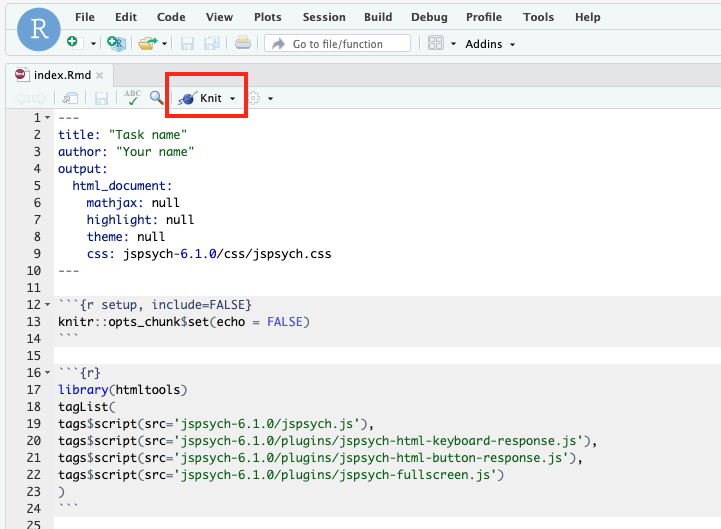 File Edit Code View Plots Session Build Debug Profile Tools Help
R
R
Go to file/function Addins
Rmd index.Rmd
ABC Knit
1 ---
2 title: "Task name"
3 author: "Your name"
4 output:
5 html_document:
6 mathjax: null
7 highlight: null
8 theme: null
9 css: jspsych-6.1.0/css/jspsych.css
10 ---
11
12 ```{r setup, include=FALSE}
13 knitr::opts_chunk$set(echo = FALSE)
14 ```
15
16 ```{r}
17 library(htmltools)
18 tagList(
19 tags$script(src='jspsych-6.1.0/jspsych.js'),
20 tags$script(src='jspsych-6.1.0/plugins/jspsych-html-keyboard-response.js'),
21 tags$script(src='jspsych-6.1.0/plugins/jspsych-html-button-response.js'),
22 tags$script(src='jspsych-6.1.0/plugins/jspsych-fullscreen.js')
23 )
24 ```
25